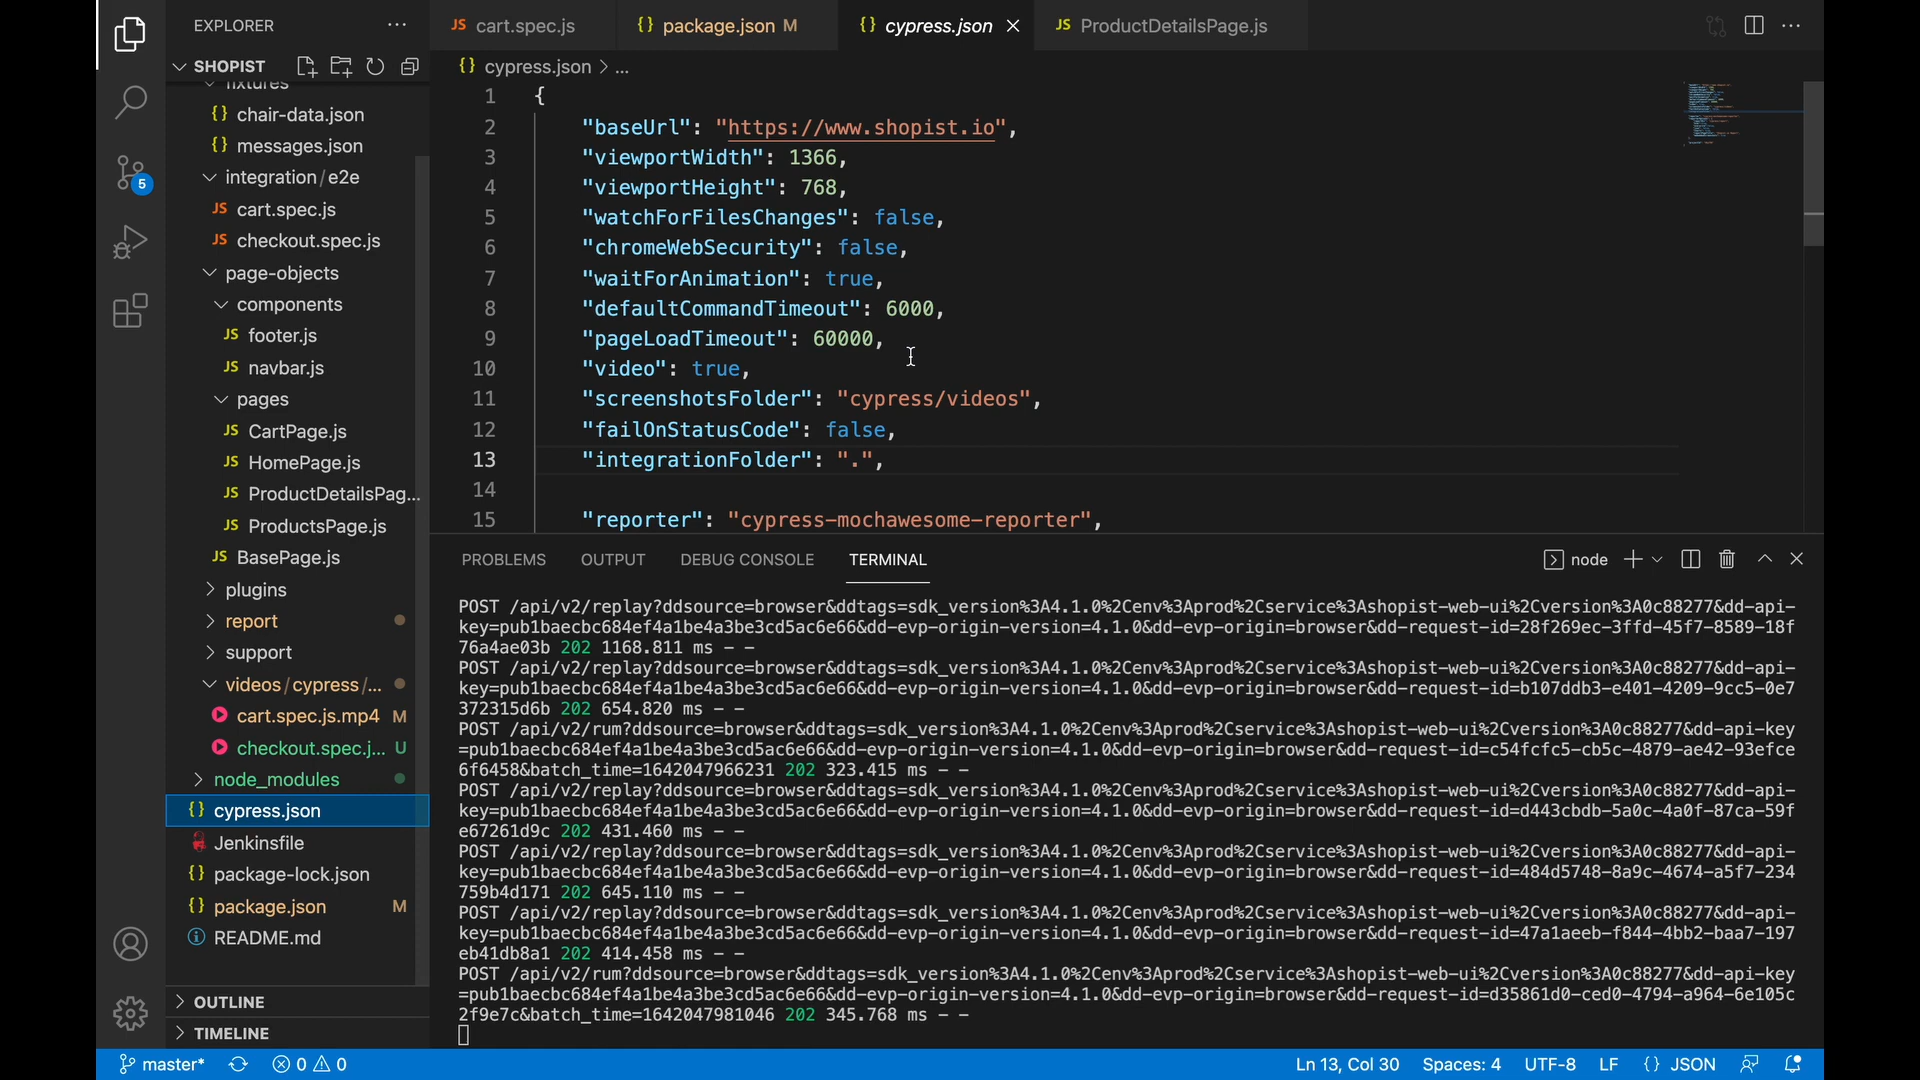 EXPLORER
SHOPIST
fixtures
{} chair-data.json
{} messages.json
integration/e2e
JS cart.spec.js
JS checkout.spec.js
page-objects
components
JS footer.js
JS navbar.js
pages
JS CartPage.js
JS HomePage.js
JS ProductDetailsPag...
JS ProductsPage.js
JS BasePage.js
plugins
report
support
videos/cypress/...
cart.spec.js.mp4 M
checkout.spec.j... U
node_modules
{} cypress.json
Jenkinsfile
{} package-lock.json
{} package.json M
README.md
OUTLINE
TIMELINE
5
JS cart.spec.js
{} package.json M
{} cypress.json
JS ProductDetailsPage.js
{} cypress.json > ...
1 {
2 "baseUrl": "https://www.shopist.io",
3 "viewportWidth": 1366,
4 "viewportHeight": 768,
5 "watchForFilesChanges": false,
6 "chromeWebSecurity": false,
7 "waitForAnimation": true,
8 "defaultCommandTimeout": 6000,
9 "pageLoadTimeout": 60000,
10 "video": true,
11 "screenshotsFolder": "cypress/videos",
12 "failOnStatusCode": false,
13 "integrationFolder": ".",
14
15 "reporter": "cypress-mochawesome-reporter",
PROBLEMS OUTPUT DEBUG CONSOLE TERMINAL
node
POST /api/v2/replay?ddsource=browser&ddtags=sdk_version%3A4.1.0%2Cenv%3Aprod%2Cservice%3Ashopist-web-ui%2Cversion%3A0c88277&dd-api-
key=pub1baecbc684ef4a1be4a3be3cd5ac6e66&dd-evp-origin-version=4.1.0&dd-evp-origin=browser&dd-request-id=28f269ec-3ffd-45f7-8589-18f
76a4ae03b 202 1168.811 ms - -
POST /api/v2/replay?ddsource=browser&ddtags=sdk_version%3A4.1.0%2Cenv%3Aprod%2Cservice%3Ashopist-web-ui%2Cversion%3A0c88277&dd-api-
key=pub1baecbc684ef4a1be4a3be3cd5ac6e66&dd-evp-origin-version=4.1.0&dd-evp-origin=browser&dd-request-id=b107ddb3-e401-4209-9cc5-0e7
372315d6b 202 654.820 ms - -
POST /api/v2/rum?ddsource=browser&ddtags=sdk_version%3A4.1.0%2Cenv%3Aprod%2Cservice%3Ashopist-web-ui%2Cversion%3A0c88277&dd-api-key
=pub1baecbc684ef4a1be4a3be3cd5ac6e66&dd-evp-origin-version=4.1.0&dd-evp-origin=browser&dd-request-id=c54fcfc5-cb5c-4879-ae42-93efce
6f6458&batch_time=1642047966231 202 323.415 ms - -
POST /api/v2/replay?ddsource=browser&ddtags=sdk_version%3A4.1.0%2Cenv%3Aprod%2Cservice%3Ashopist-web-ui%2Cversion%3A0c88277&dd-api-
key=pub1baecbc684ef4a1be4a3be3cd5ac6e66&dd-evp-origin-version=4.1.0&dd-evp-origin=browser&dd-request-id=d443cbdb-5a0c-4a0f-87ca-59f
e67261d9c 202 431.460 ms - -
POST /api/v2/replay?ddsource=browser&ddtags=sdk_version%3A4.1.0%2Cenv%3Aprod%2Cservice%3Ashopist-web-ui%2Cversion%3A0c88277&dd-api-
key=pub1baecbc684ef4a1be4a3be3cd5ac6e66&dd-evp-origin-version=4.1.0&dd-evp-origin=browser&dd-request-id=484d5748-8a9c-4674-a5f7-234
759b4d171 202 645.110 ms - -
POST /api/v2/replay?ddsource=browser&ddtags=sdk_version%3A4.1.0%2Cenv%3Aprod%2Cservice%3Ashopist-web-ui%2Cversion%3A0c88277&dd-api-
key=pub1baecbc684ef4a1be4a3be3cd5ac6e66&dd-evp-origin-version=4.1.0&dd-evp-origin=browser&dd-request-id=47a1aeeb-f844-4bb2-baa7-197
eb41db8a1 202 414.458 ms - -
POST /api/v2/rum?ddsource=browser&ddtags=sdk_version%3A4.1.0%2Cenv%3Aprod%2Cservice%3Ashopist-web-ui%2Cversion%3A0c88277&dd-api-key
=pub1baecbc684ef4a1be4a3be3cd5ac6e66&dd-evp-origin-version=4.1.0&dd-evp-origin=browser&dd-request-id=d35861d0-ced0-4794-a964-6e105c
2f9e7c&batch_time=1642047981046 202 345.768 ms - -
master* 0 0
Ln 13, Col 30 Spaces: 4 UTF-8 LF {} JSON